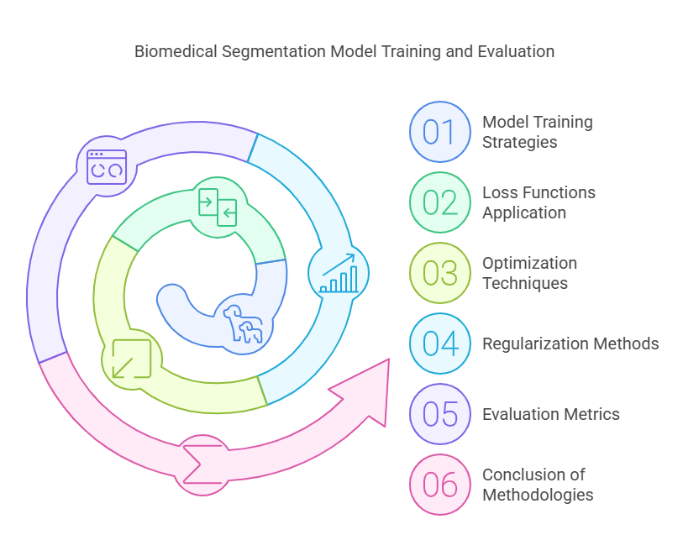 Biomedical Segmentation Model Training and Evaluation
01
Model Training
Strategies
02
Loss Functions
Application
03
Optimization
Techniques
04
Regularization Methods
05
Evaluation Metrics
06
Conclusion of
Methodologies